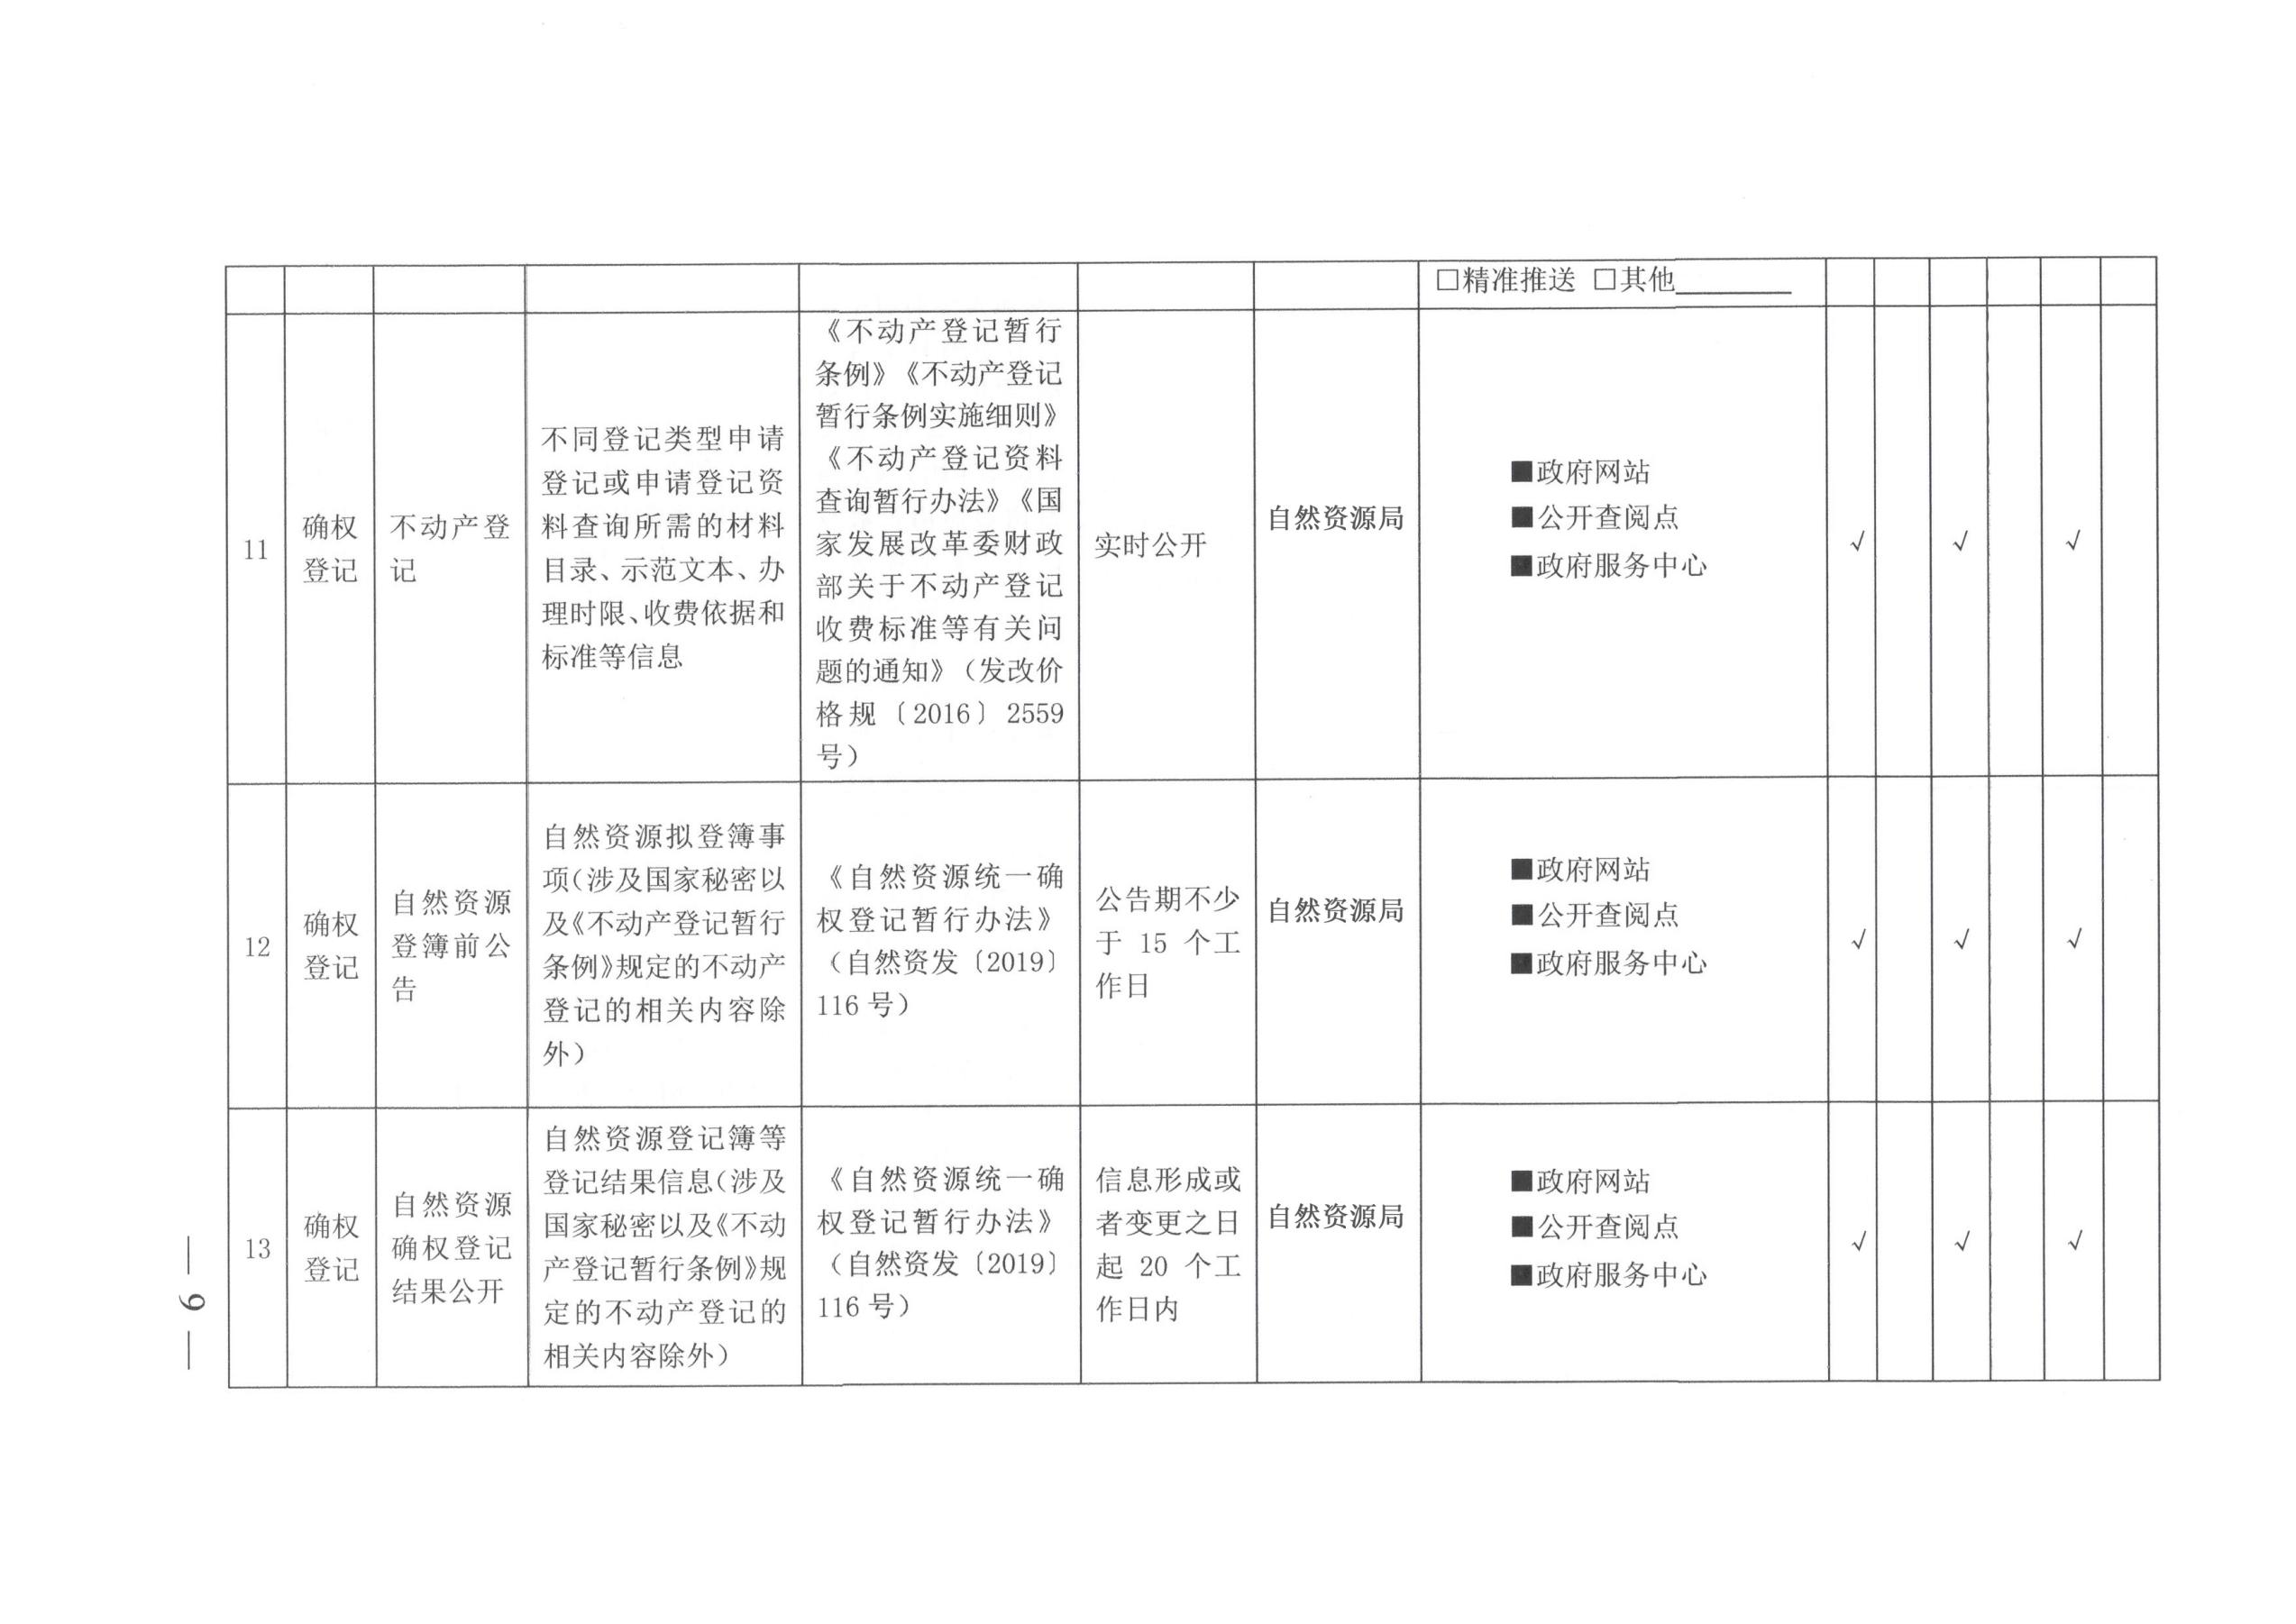 □精准推送 □其他________
11
确权
登记
不动产登
记
不同登记类型申请
登记或申请登记资
料查询所需的材料
目录、示范文本、办
理时限、收费依据和
标准等信息
《不动产登记暂行
条例》《不动产登记
暂行条例实施细则》
《不动产登记资料
查询暂行办法》《国
家发展改革委财政
部关于不动产登记
收费标准等有关问
题的通知》（发改价
格规〔2016〕2559
号）
实时公开
自然资源局
■政府网站
■公开查阅点
■政府服务中心
√
√
√
12
确权
登记
自然资源
登簿前公
告
自然资源拟登簿事
项（涉及国家秘密以
及《不动产登记暂行
条例》规定的不动产
登记的相关内容除
外）
《自然资源统一确
权登记暂行办法》
（自然资发〔2019〕
116号）
公告期不少
于 15 个工
作日
自然资源局
■政府网站
■公开查阅点
■政府服务中心
√
√
√
13
确权
登记
自然资源
确权登记
结果公开
自然资源登记簿等
登记结果信息（涉及
国家秘密以及《不动
产登记暂行条例》规
定的不动产登记的
相关内容除外）
《自然资源统一确
权登记暂行办法》
（自然资发〔2019〕
116号）
信息形成或
者变更之日
起 20 个工
作日内
自然资源局
■政府网站
■公开查阅点
■政府服务中心
√
√
√
— 9 —